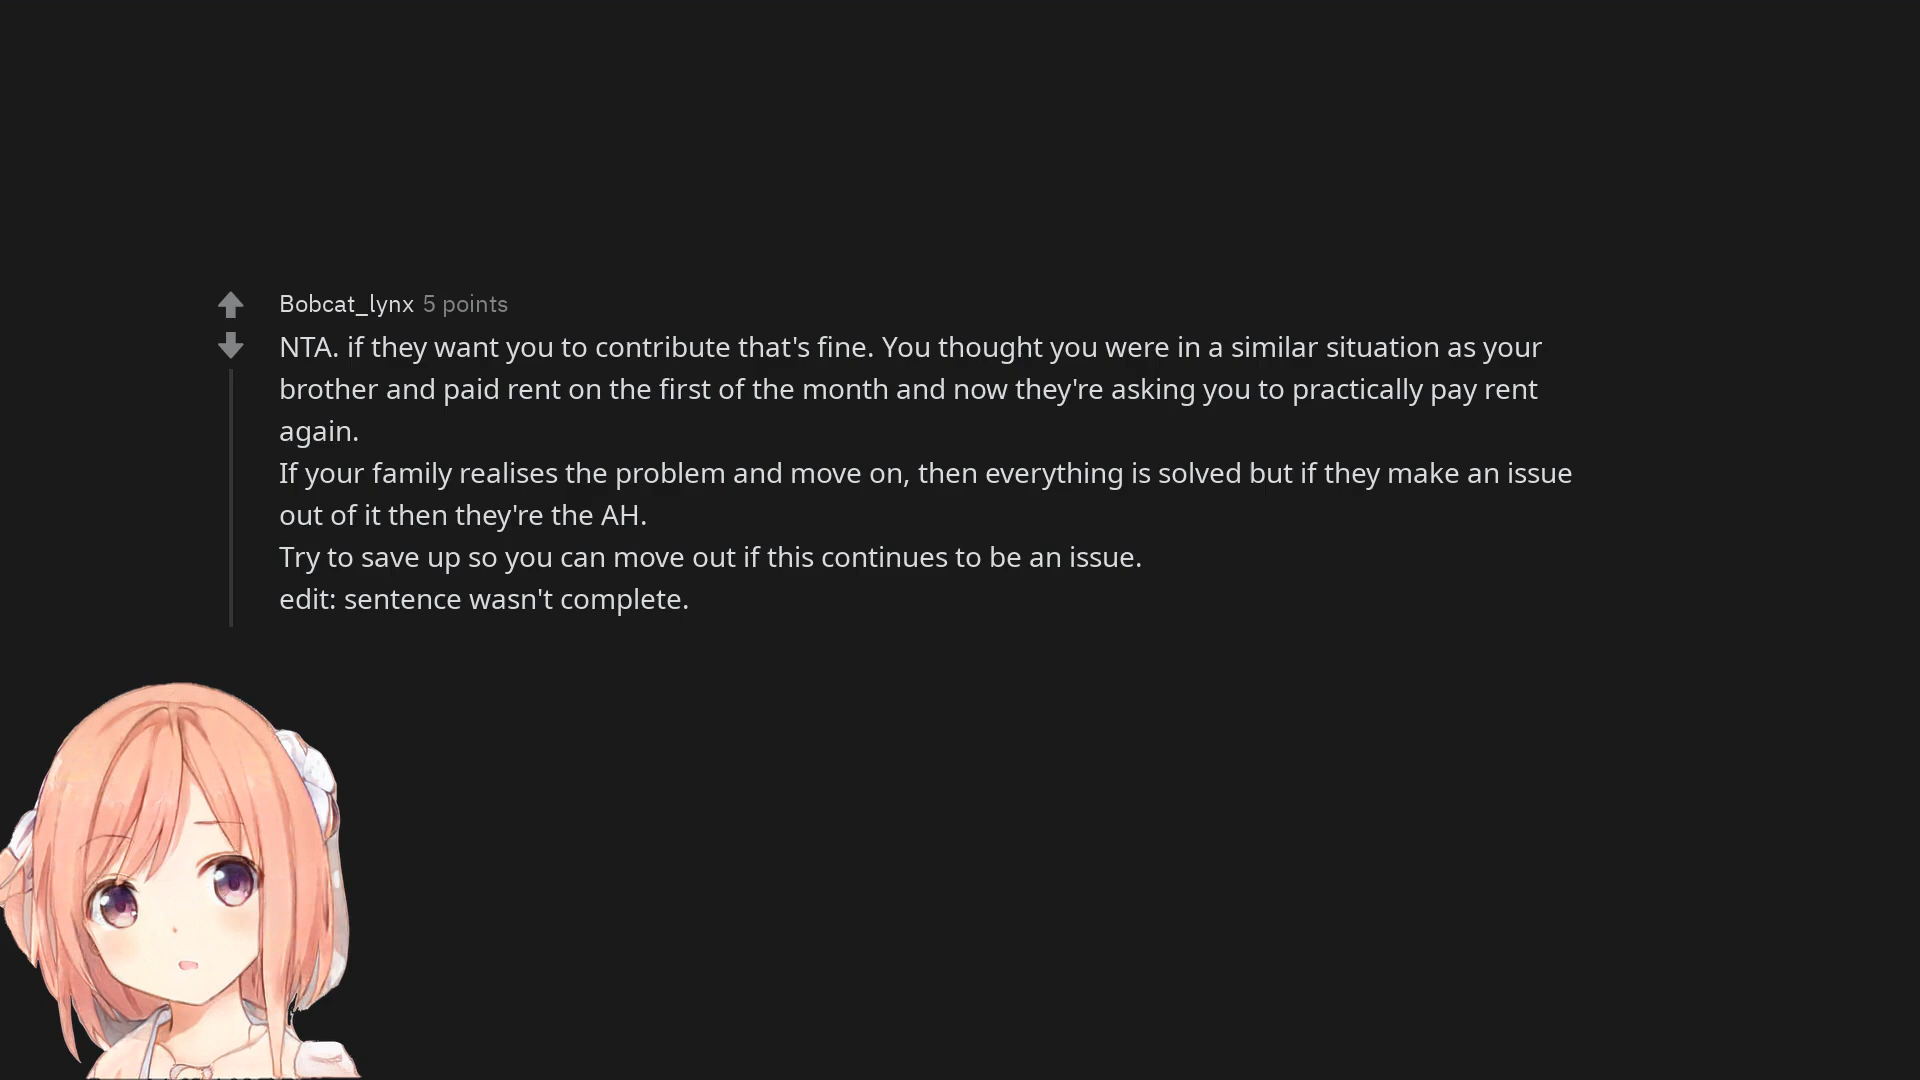 Bobcat_lynx 5 points
NTA. if they want you to contribute that's fine. You thought you were in a similar situation as your
brother and paid rent on the first of the month and now they're asking you to practically pay rent
again.
If your family realises the problem and move on, then everything is solved but if they make an issue
out of it then they're the AH.
Try to save up so you can move out if this continues to be an issue.
edit: sentence wasn't complete.